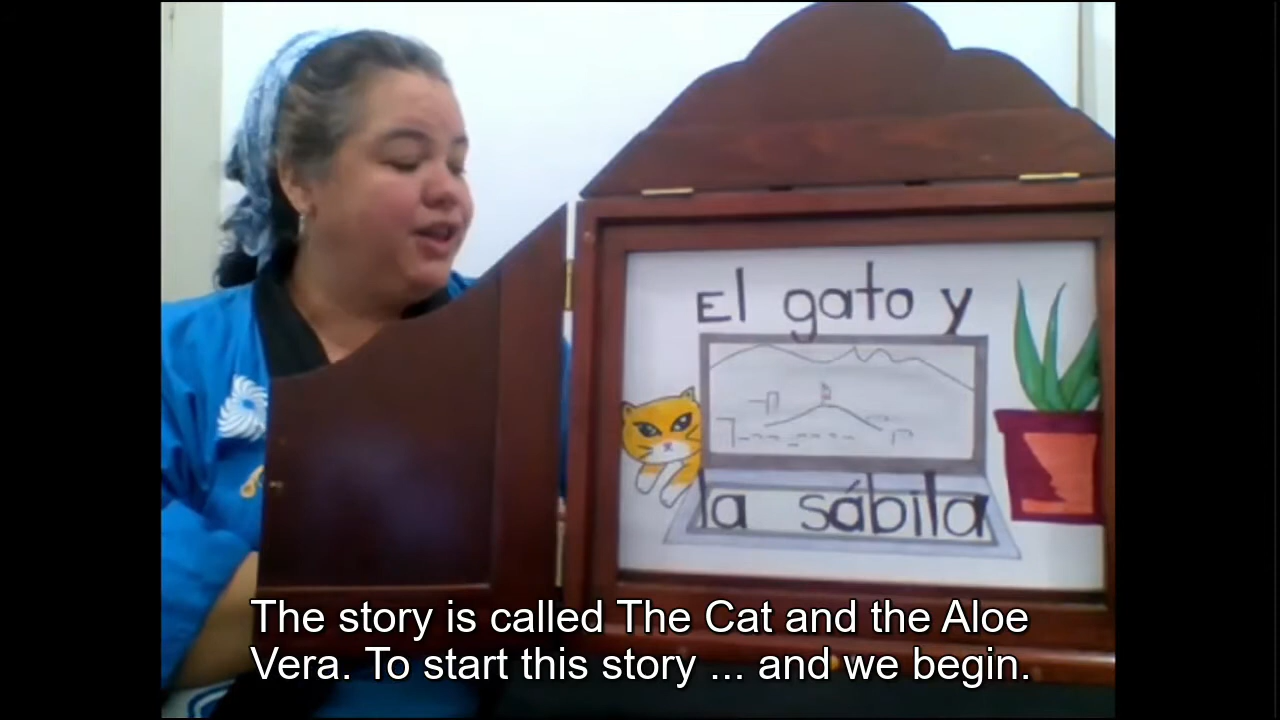 El gato y
la sábila
The story is called The Cat and the Aloe
Vera. To start this story ... and we begin.